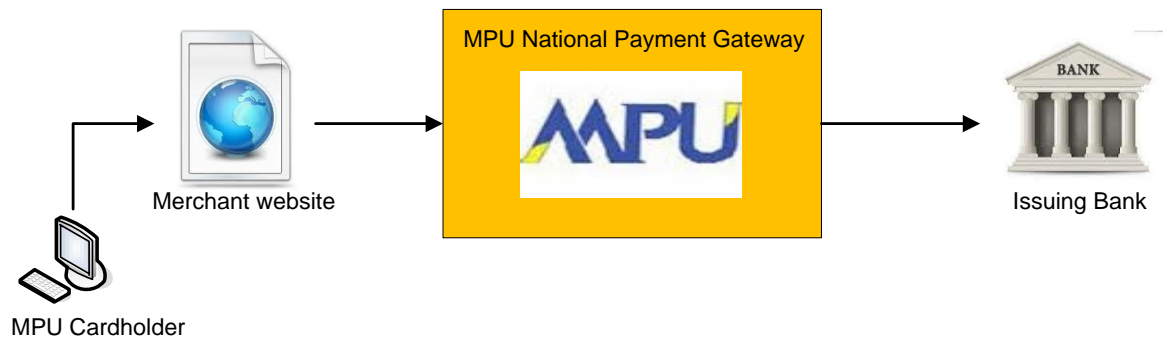 MPU National Payment Gateway
MPU
BANK
Merchant website
Issuing Bank
MPU Cardholder